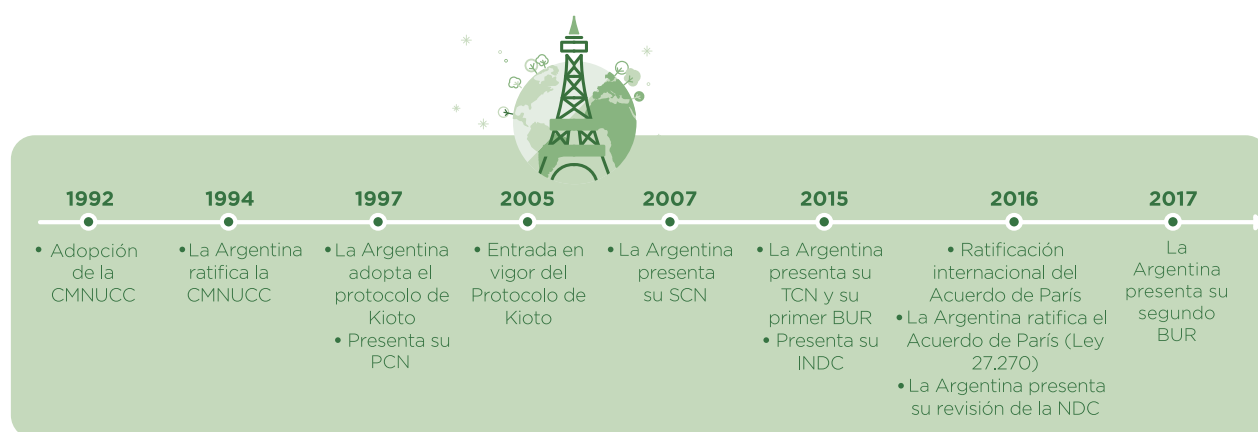 1992
• Adopción
de la
CMNUCC
1994
• La Argentina
ratifica la
CMNUCC
1997
• La Argentina
adopta el
protocolo de
Kioto
• Presenta su
PCN
2005
• Entrada en
vigor del
Protocolo de
Kioto
2007
• La Argentina
presenta
su SCN
2015
• La Argentina
presenta su
TCN y su
primer BUR
• Presenta su
INDC
2016
• Ratificación
internacional del
Acuerdo de París
• La Argentina ratifica el
Acuerdo de París (Ley
27.270)
• La Argentina presenta
su revisión de la NDC
2017
La
Argentina
presenta su
segundo
BUR